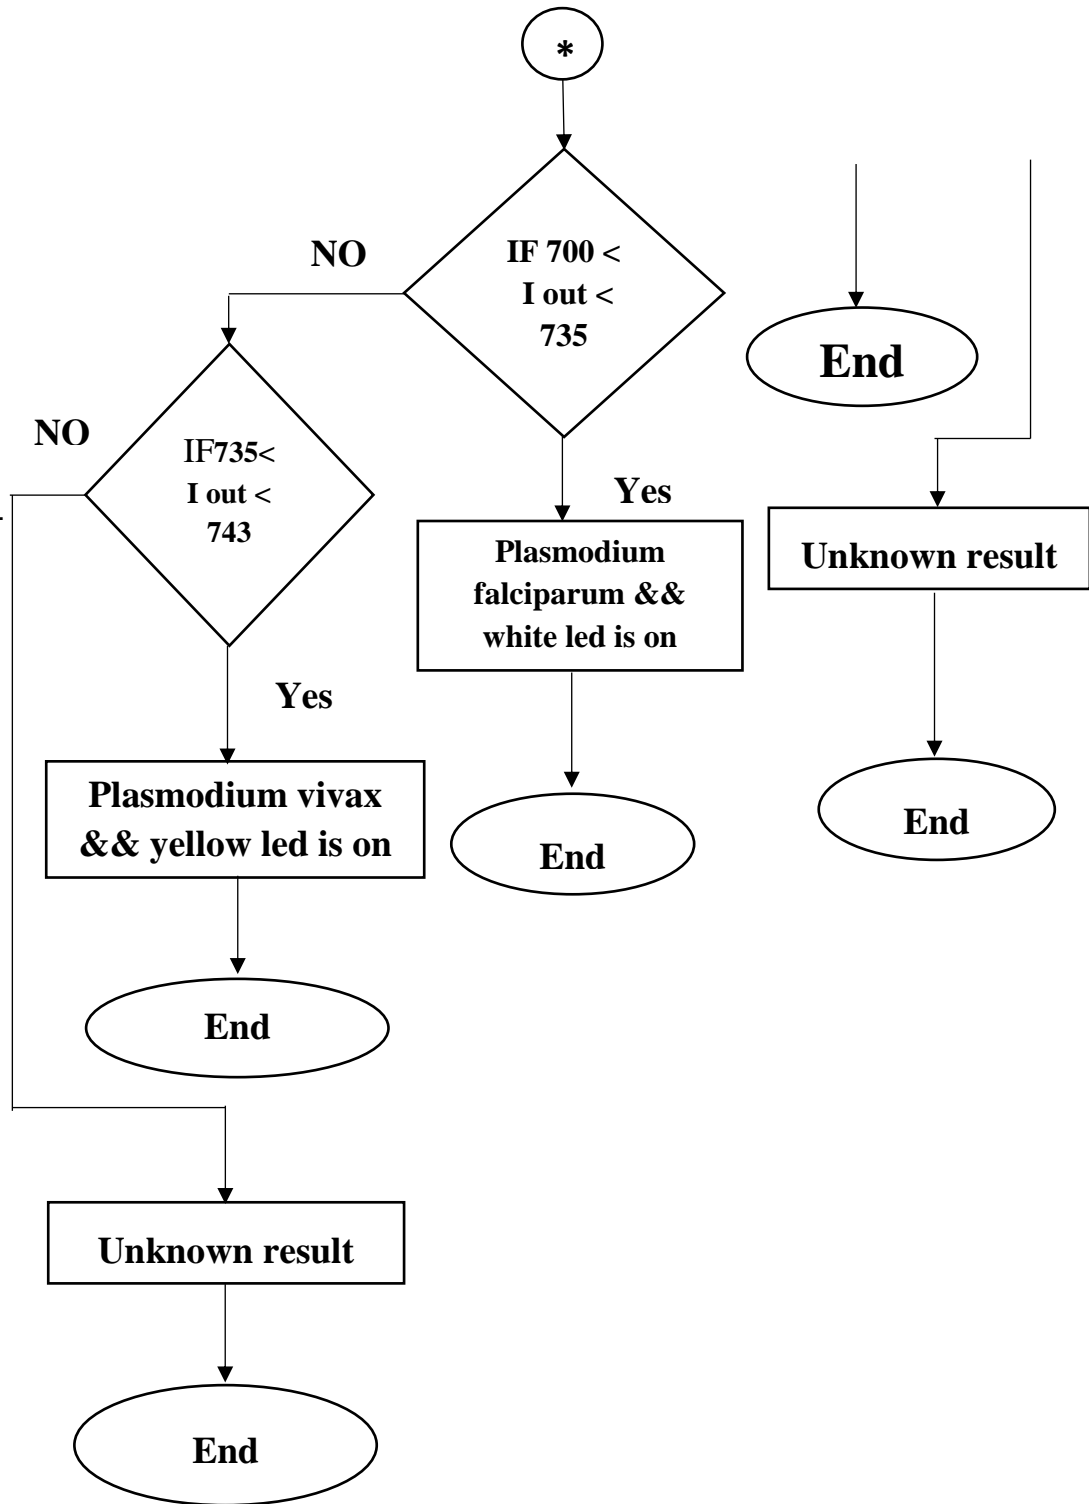 *
NO
IF 700 <
I out <
735
End
NO
IF735<
I out <
743
Yes
Plasmodium
falciparum &&
white led is on
Unknown result
Yes
Plasmodium vivax
&& yellow led is on
End
End
End
Unknown result
End